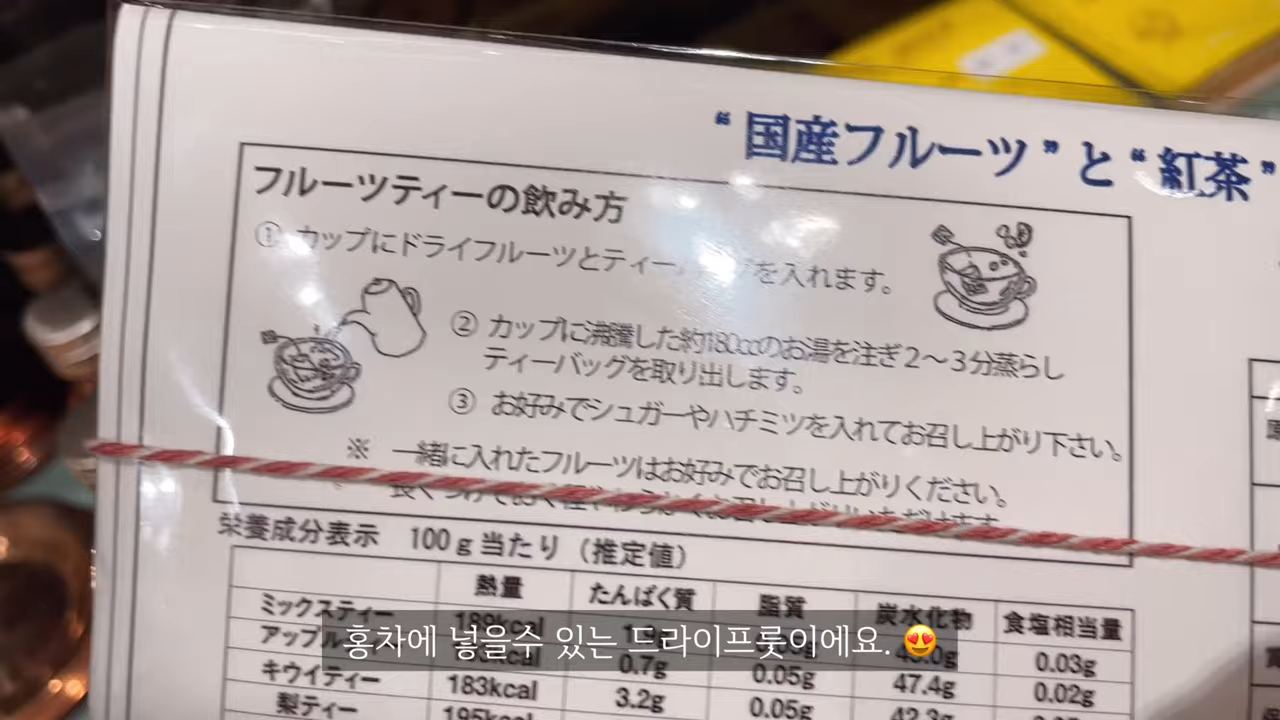 “国産フルーツ”と“紅茶”
フルーツティーの飲み方
① カップにドライフルーツとティー を入れます。
② カップに沸騰した約180ccのお湯を注ぎ2～3分蒸らし
ティーバッグを取り出します。
③ お好みでシュガーやハチミツを入れてお召し上がり下さい。
※ 一緒に入れたフルーツはお好みでお召し上がりください。
栄養成分表示 100g当たり（推定値）
熱量 たんぱく質 脂質 炭水化物 食塩相当量
ミックスティー 189kcal 0.03g
アップル 0.7g 0.05g 47.4g 0.02g
キウイティー 183kcal 3.2g 0.05g 42.3g
梨ティー 195kcal
홍차에 넣을수 있는 드라이프룻이에요. 😍